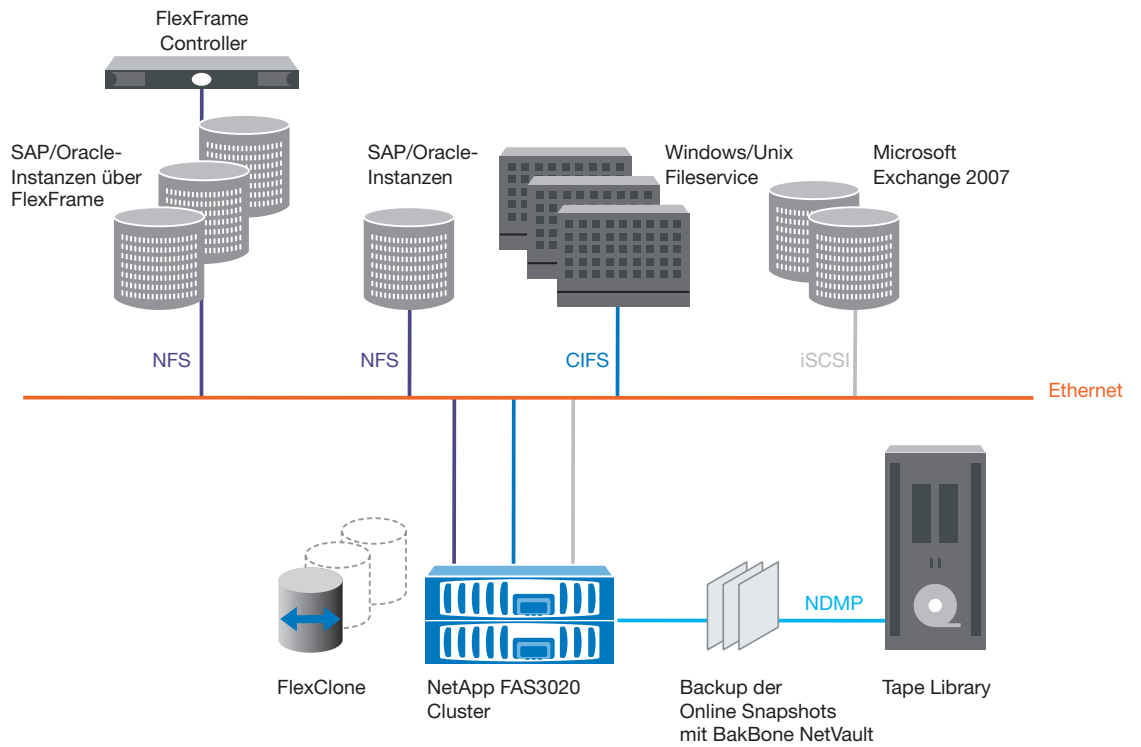 FlexFrame
Controller
SAP/Oracle-
Instanzen über
FlexFrame
SAP/Oracle-
Instanzen
Windows/Unix
Fileservice
Microsoft
Exchange 2007
NFS
NFS
CIFS
iSCSI
Ethernet
NDMP
FlexClone
NetApp FAS3020
Cluster
Backup der
Online Snapshots
mit BakBone NetVault
Tape Library